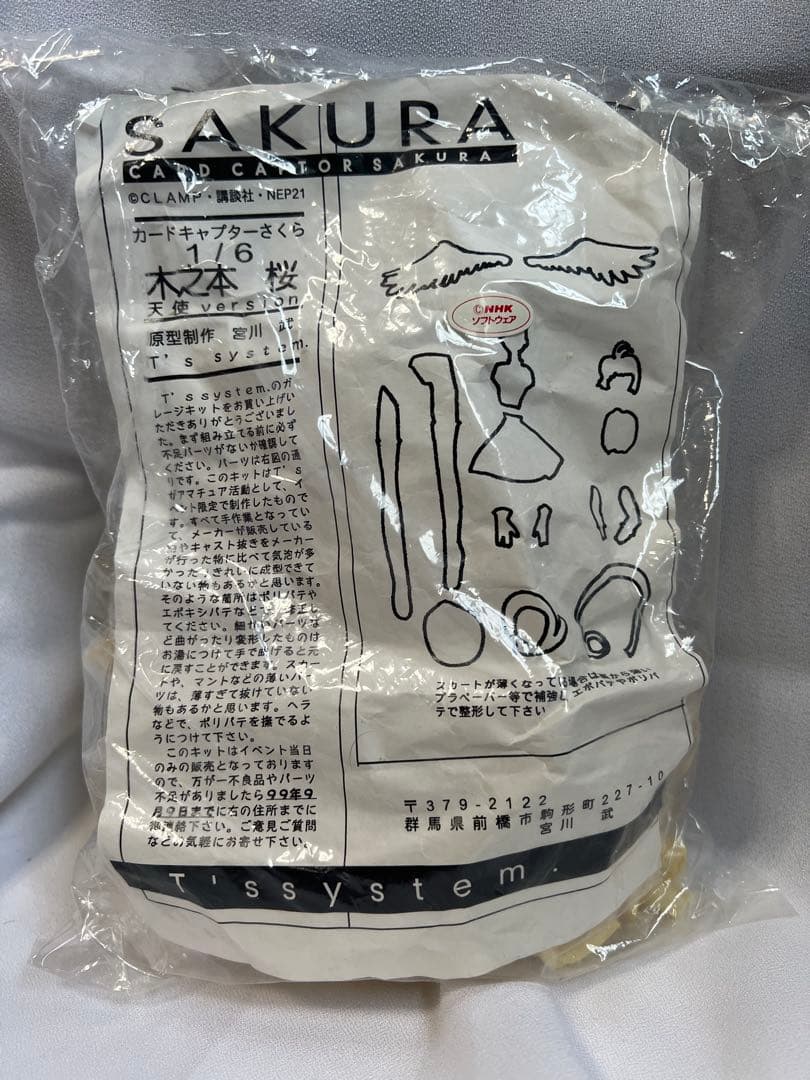 SAKURA
CARD CAPTOR SAKURA
©CLAMP・講談社・NEP21
カードキャプターさくら
1/6
木之本 桜
天使version
原型制作 宮川 武
T's system.
T's system.のガ
レージキットをお買い上げい
ただきありがとうございまし
た。まず組み立てる前に必ず
不足パーツがないか確認して
ください。パーツは右図の通
りです。このキットはT's
がアマチュア活動として、イ
ベント限定で制作したもので
す。すべて手作業となってい
て、メーカーが販売している
やキャスト抜きをメーカー
が行った物に比べて気泡が多
かったりきれいに成型できて
いない物もあるかと思います。
そのような箇所はポリパテや
エポキシパテなどで修正し
てください。細かいパーツな
ど曲がったり変形したものは
お湯につけて手で曲げると元
に戻すことができます。スカー
トや、マントなどの薄いパー
ツは、薄すぎて抜けていない
物もあるかと思います。ヘラ
などで、ポリパテを撫でるよ
うにつけて下さい。
このキットはイベント当日
のみの販売となっております
ので、万が一不良品やパーツ
不足がありましたら99年9
月9日までに右の住所までに
連絡下さい。ご意見ご質問
などの気軽にお寄せ下さい。
©NHK
ソフトウェア
スカートが薄くなって場合は裏から薄い
プラペーパー等で補強しエポパテやポリパ
テで整形して下さい
〒379-2122
群馬県前橋市駒形町227-10
宮川 武
T'ssystem.